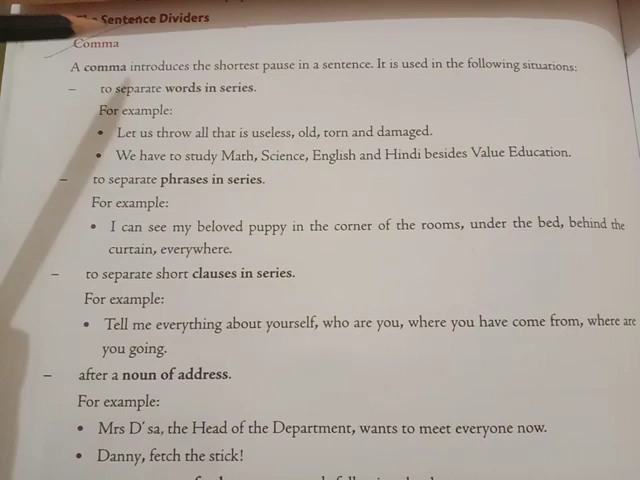 The Sentence Dividers
Comma
A comma introduces the shortest pause in a sentence. It is used in the following situations:
– to separate words in series.
For example:
• Let us throw all that is useless, old, torn and damaged.
• We have to study Math, Science, English and Hindi besides Value Education.
– to separate phrases in series.
For example:
• I can see my beloved puppy in the corner of the rooms, under the bed, behind the
curtain, everywhere.
– to separate short clauses in series.
For example:
• Tell me everything about yourself, who are you, where you have come from, where are
you going.
– after a noun of address.
For example:
• Mrs D'sa, the Head of the Department, wants to meet everyone now.
• Danny, fetch the stick!